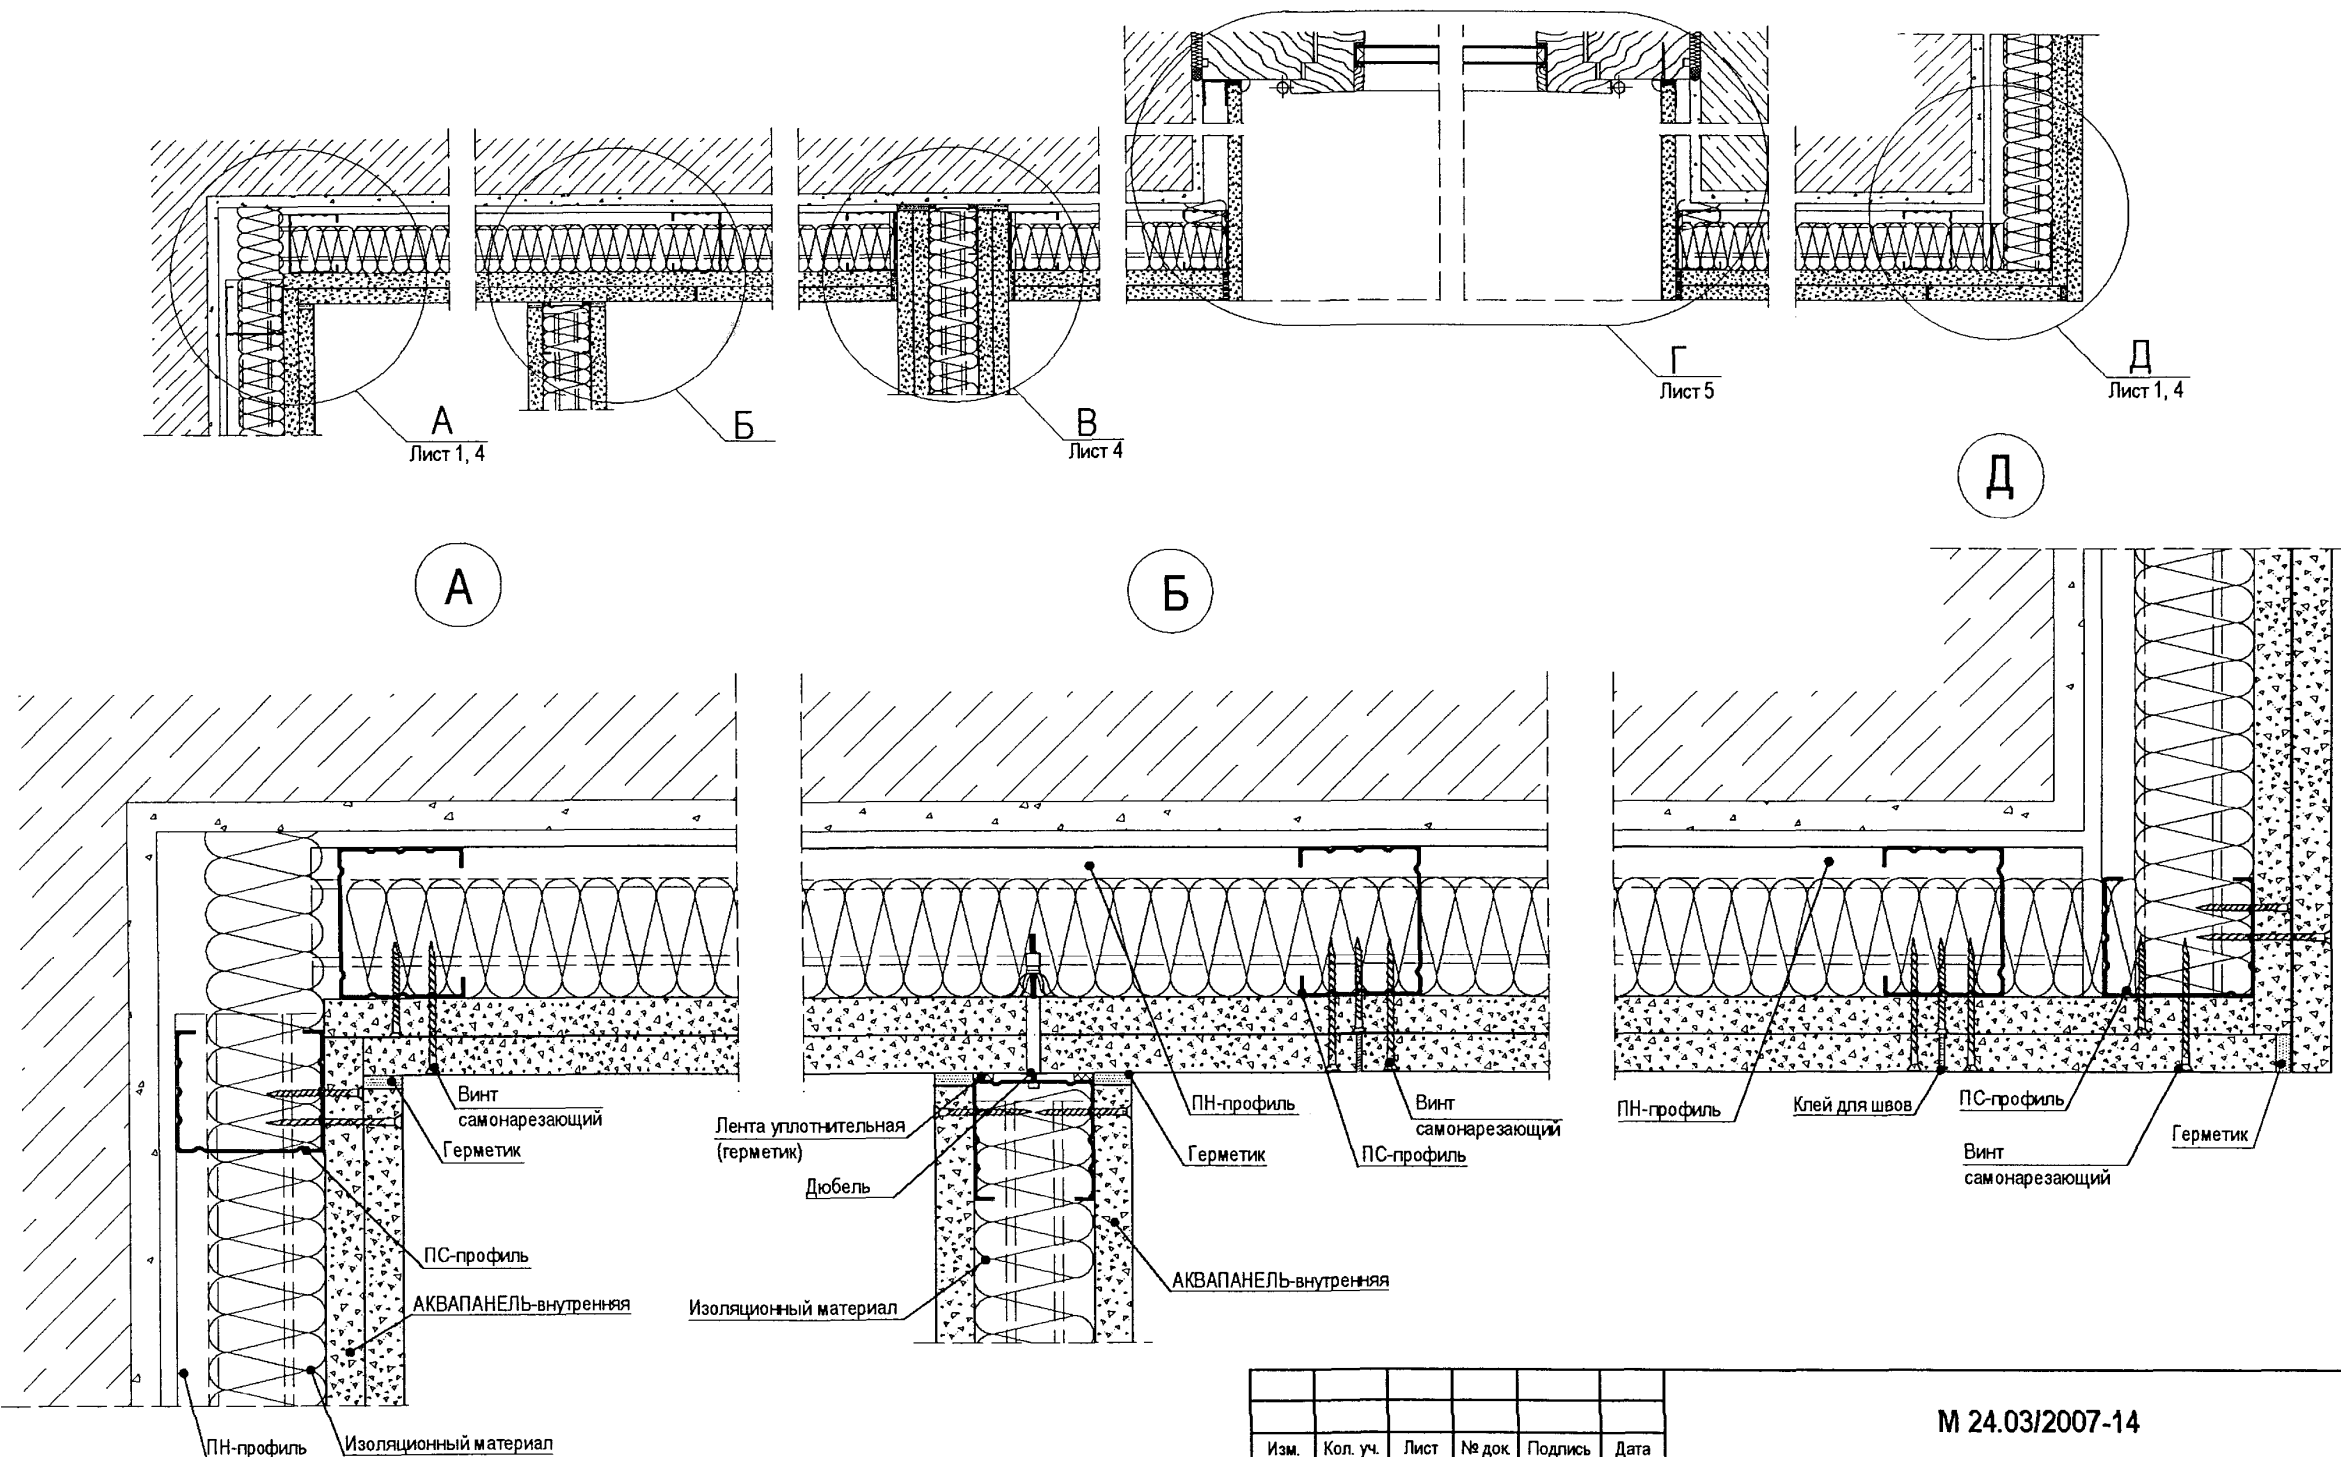 А
Лист 1, 4
Б
В
Лист 4
Г
Лист 5
Д
Лист 1, 4
Д
А
Б
Винт
самонарезающий
Герметик
ПС-профиль
АКВАПАНЕЛЬ-внутренняя
ПН-профиль
Изоляционный материал
Лента уплотнительная
(герметик)
Дюбель
Изоляционный материал
ПН-профиль
Герметик
АКВАПАНЕЛЬ-внутренняя
Винт
самонарезающий
ПС-профиль
ПН-профиль
Клей для швов
ПС-профиль
Винт
самонарезающий
Герметик
М 24.03/2007-14
Изм. Кол. уч. Лист № док Подпись Дата